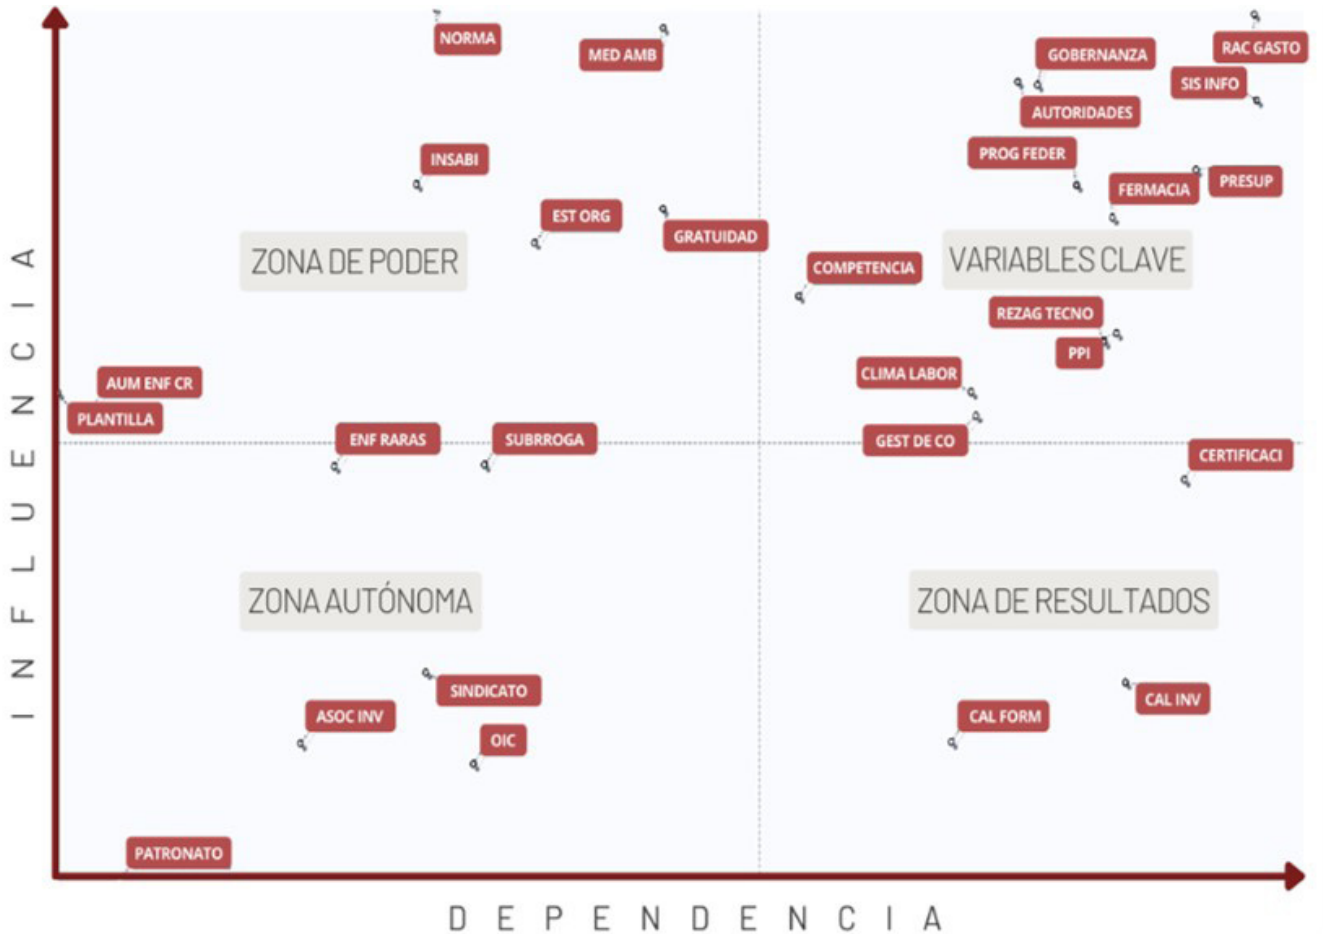 NORMA
MED AMB
GOBERNANZA
RAC GASTO
SIS INFO
AUTORIDADES
INSABI
PROG FEDER
FERMACIA
PRESUP
EST ORG
GRATUIDAD
ZONA DE PODER
COMPETENCIA
VARIABLES CLAVE
REZAG TECNO
PPI
AUM ENF CR
CLIMA LABOR
PLANTILLA
ENF RARAS
SUBRROGA
GEST DE CO
CERTIFICACI
ZONA AUTÓNOMA
ZONA DE RESULTADOS
SINDICATO
ASOC INV
OIC
CAL FORM
CAL INV
PATRONATO
INFLUENCIA
DEPENDENCIA